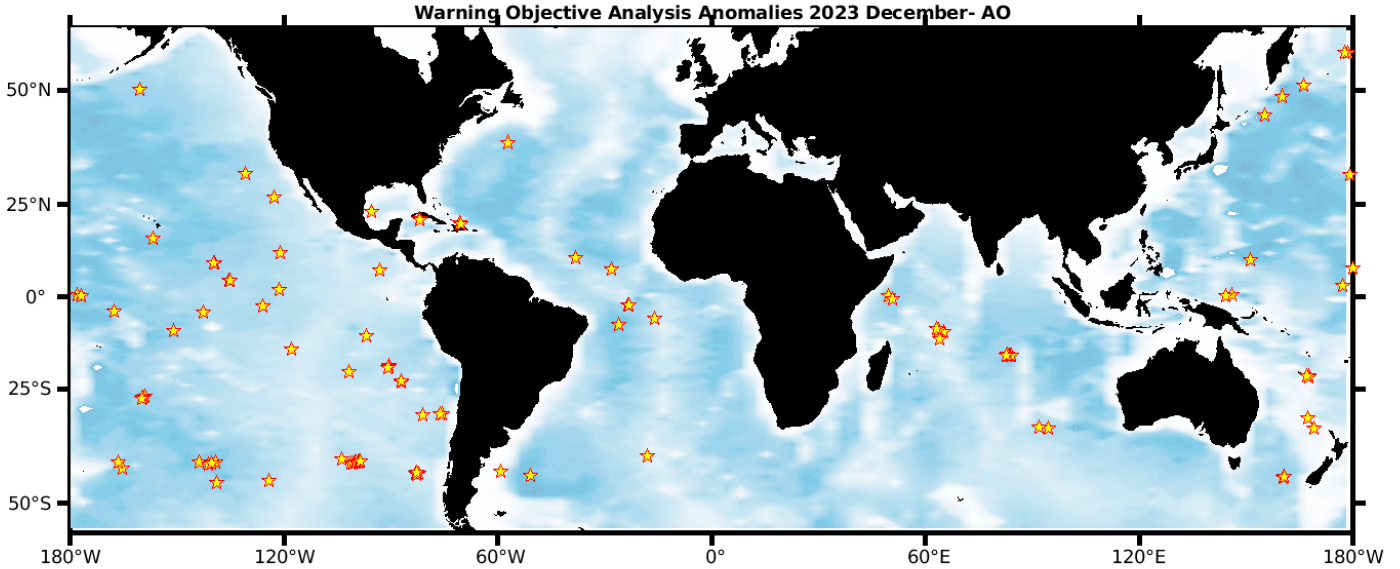 Warning Objective Analysis Anomalies 2023 December- AO
50°N
25°N
0°
25°S
50°S
180°W 120°W 60°W 0° 60°E 120°E 180°W